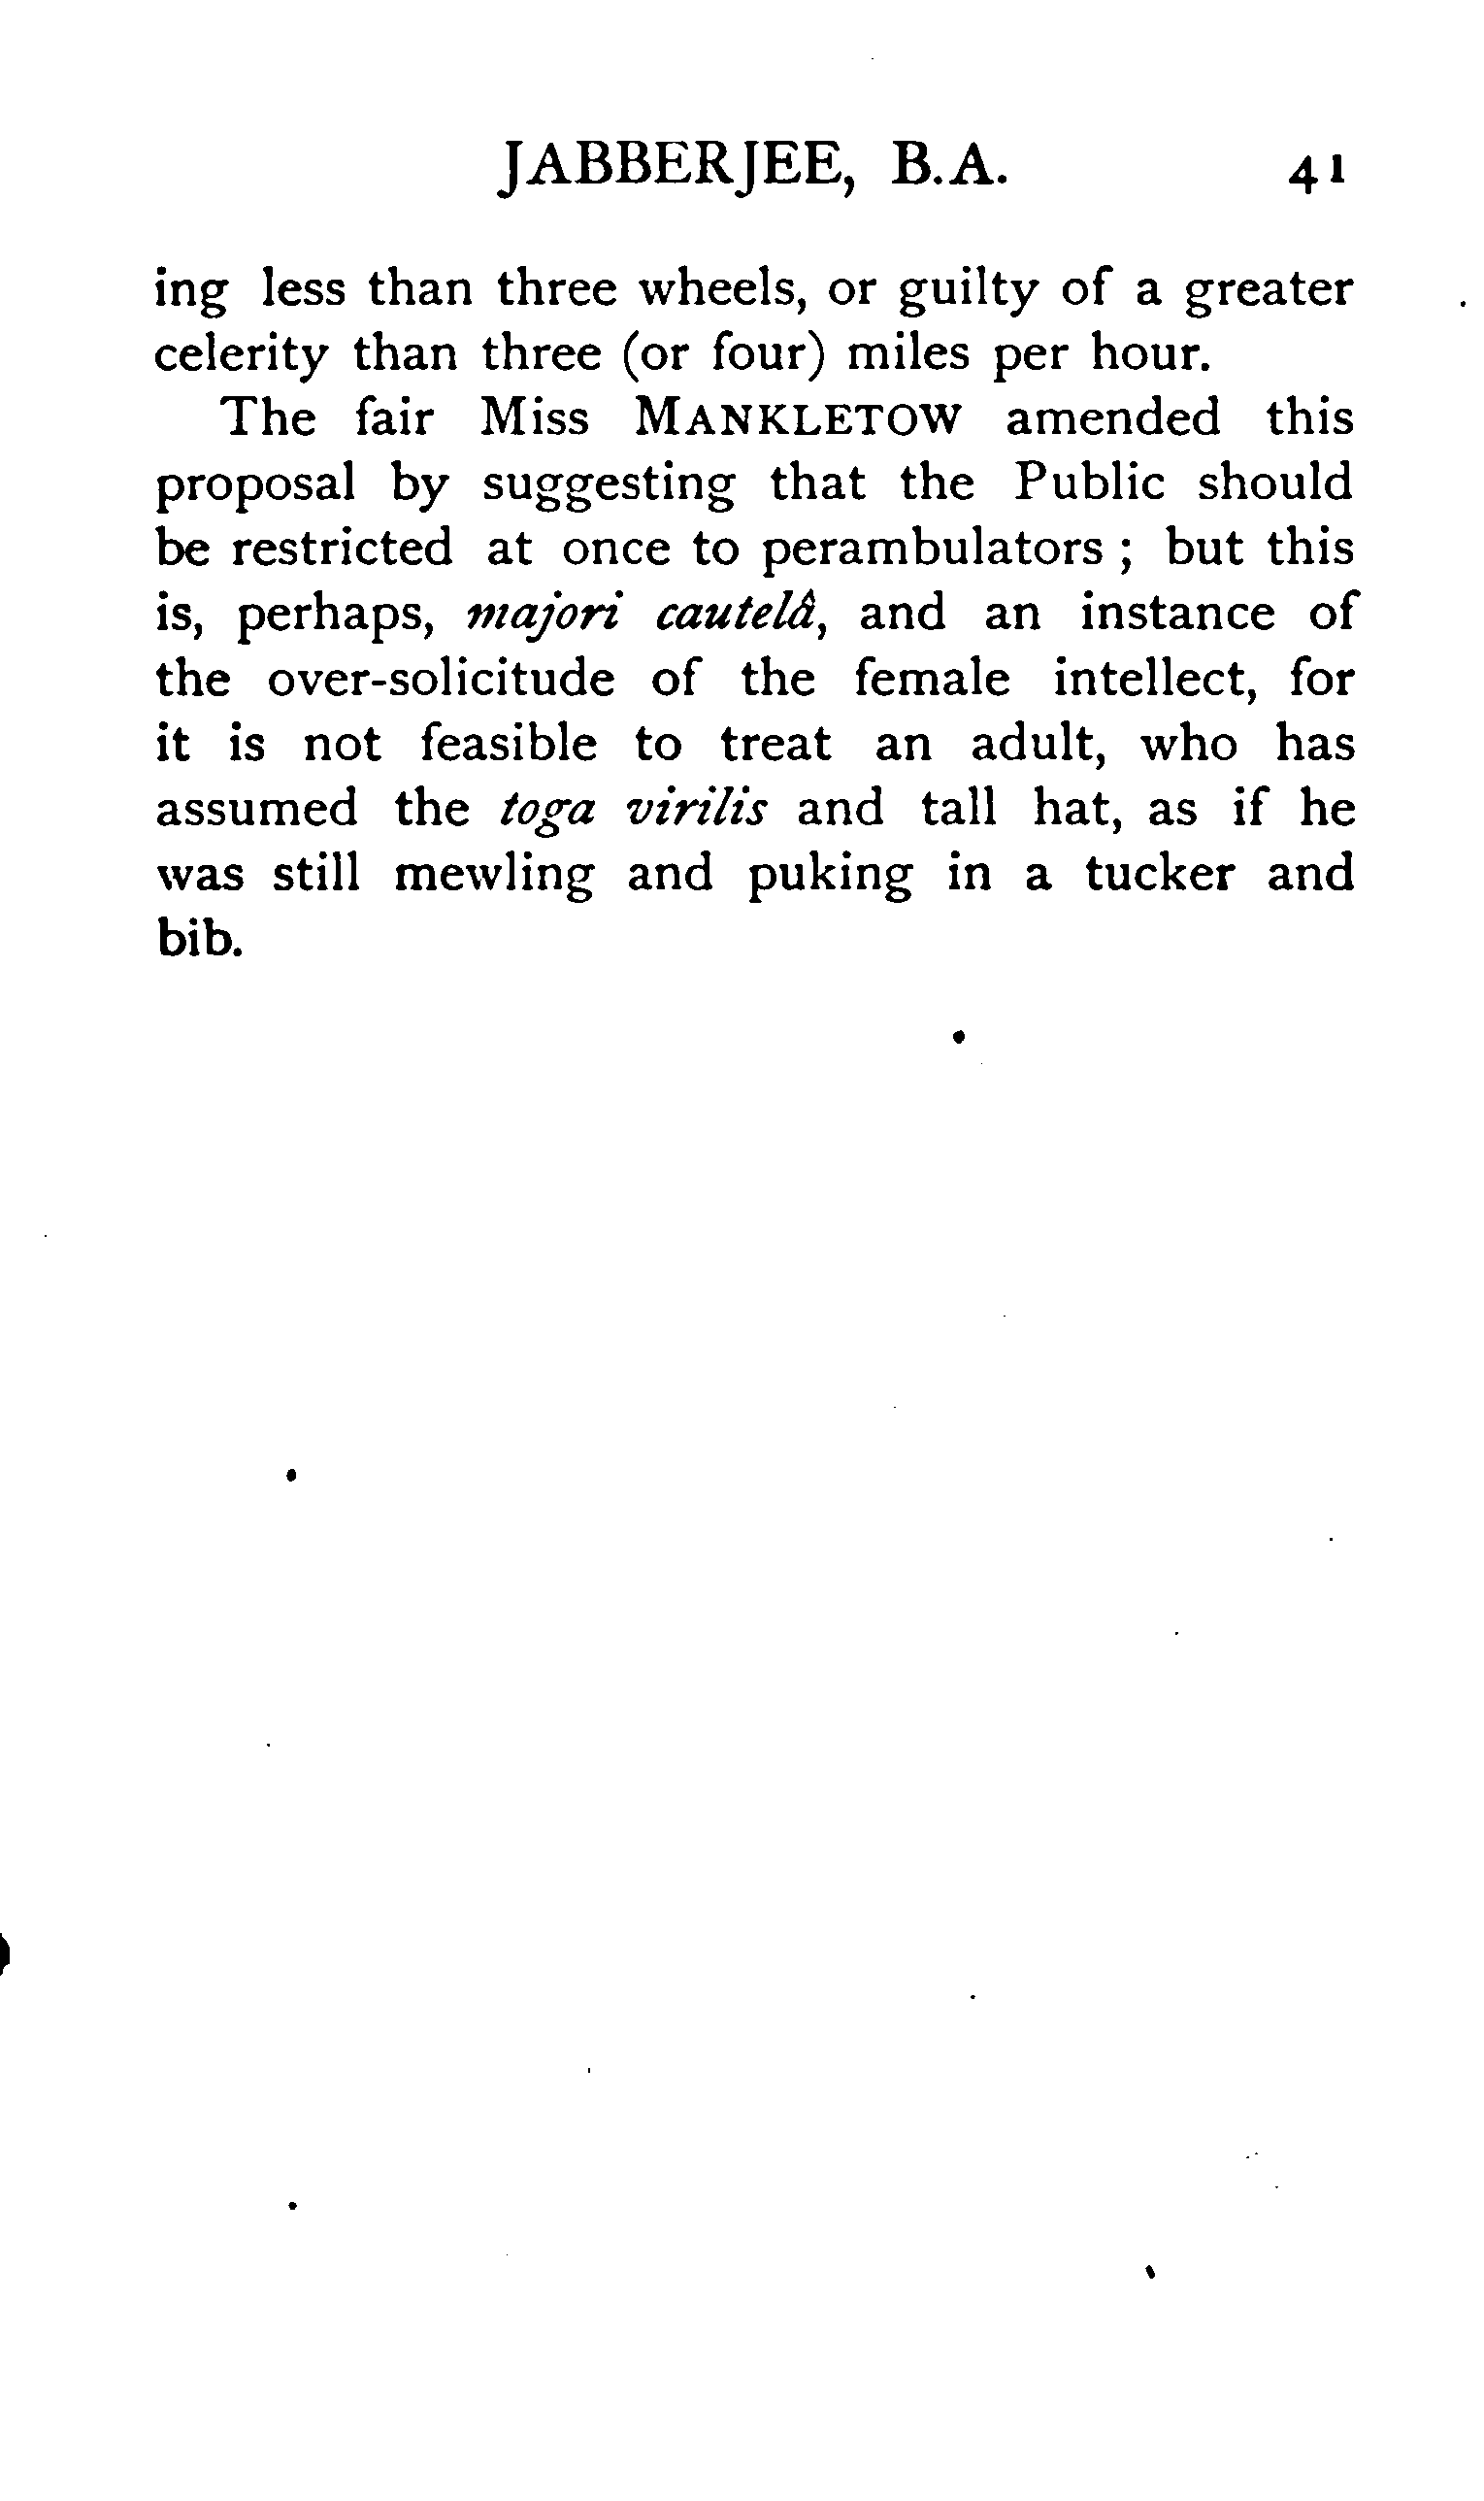 JABBERJEE, B.A. 41
ing less than three wheels, or guilty of a greater
celerity than three (or four) miles per hour.
The fair Miss MANKLETOW amended this
proposal by suggesting that the Public should
be restricted at once to perambulators ; but this
is, perhaps, majori cautelâ, and an instance of
the over-solicitude of the female intellect, for
it is not feasible to treat an adult, who has
assumed the toga virilis and tall hat, as if he
was still mewling and puking in a tucker and
bib.